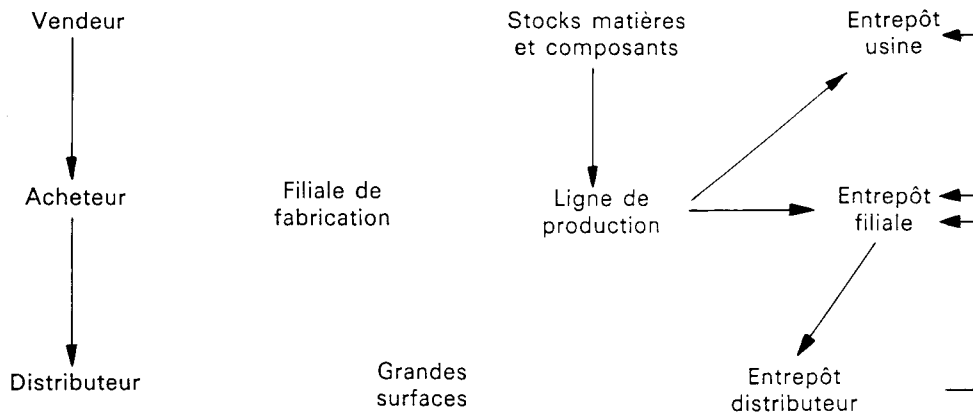 Vendeur
Stocks matières
et composants
Entrepôt
usine
Acheteur
Filiale de
fabrication
Ligne de
production
Entrepôt
filiale
Distributeur
Grandes
surfaces
Entrepôt
distributeur